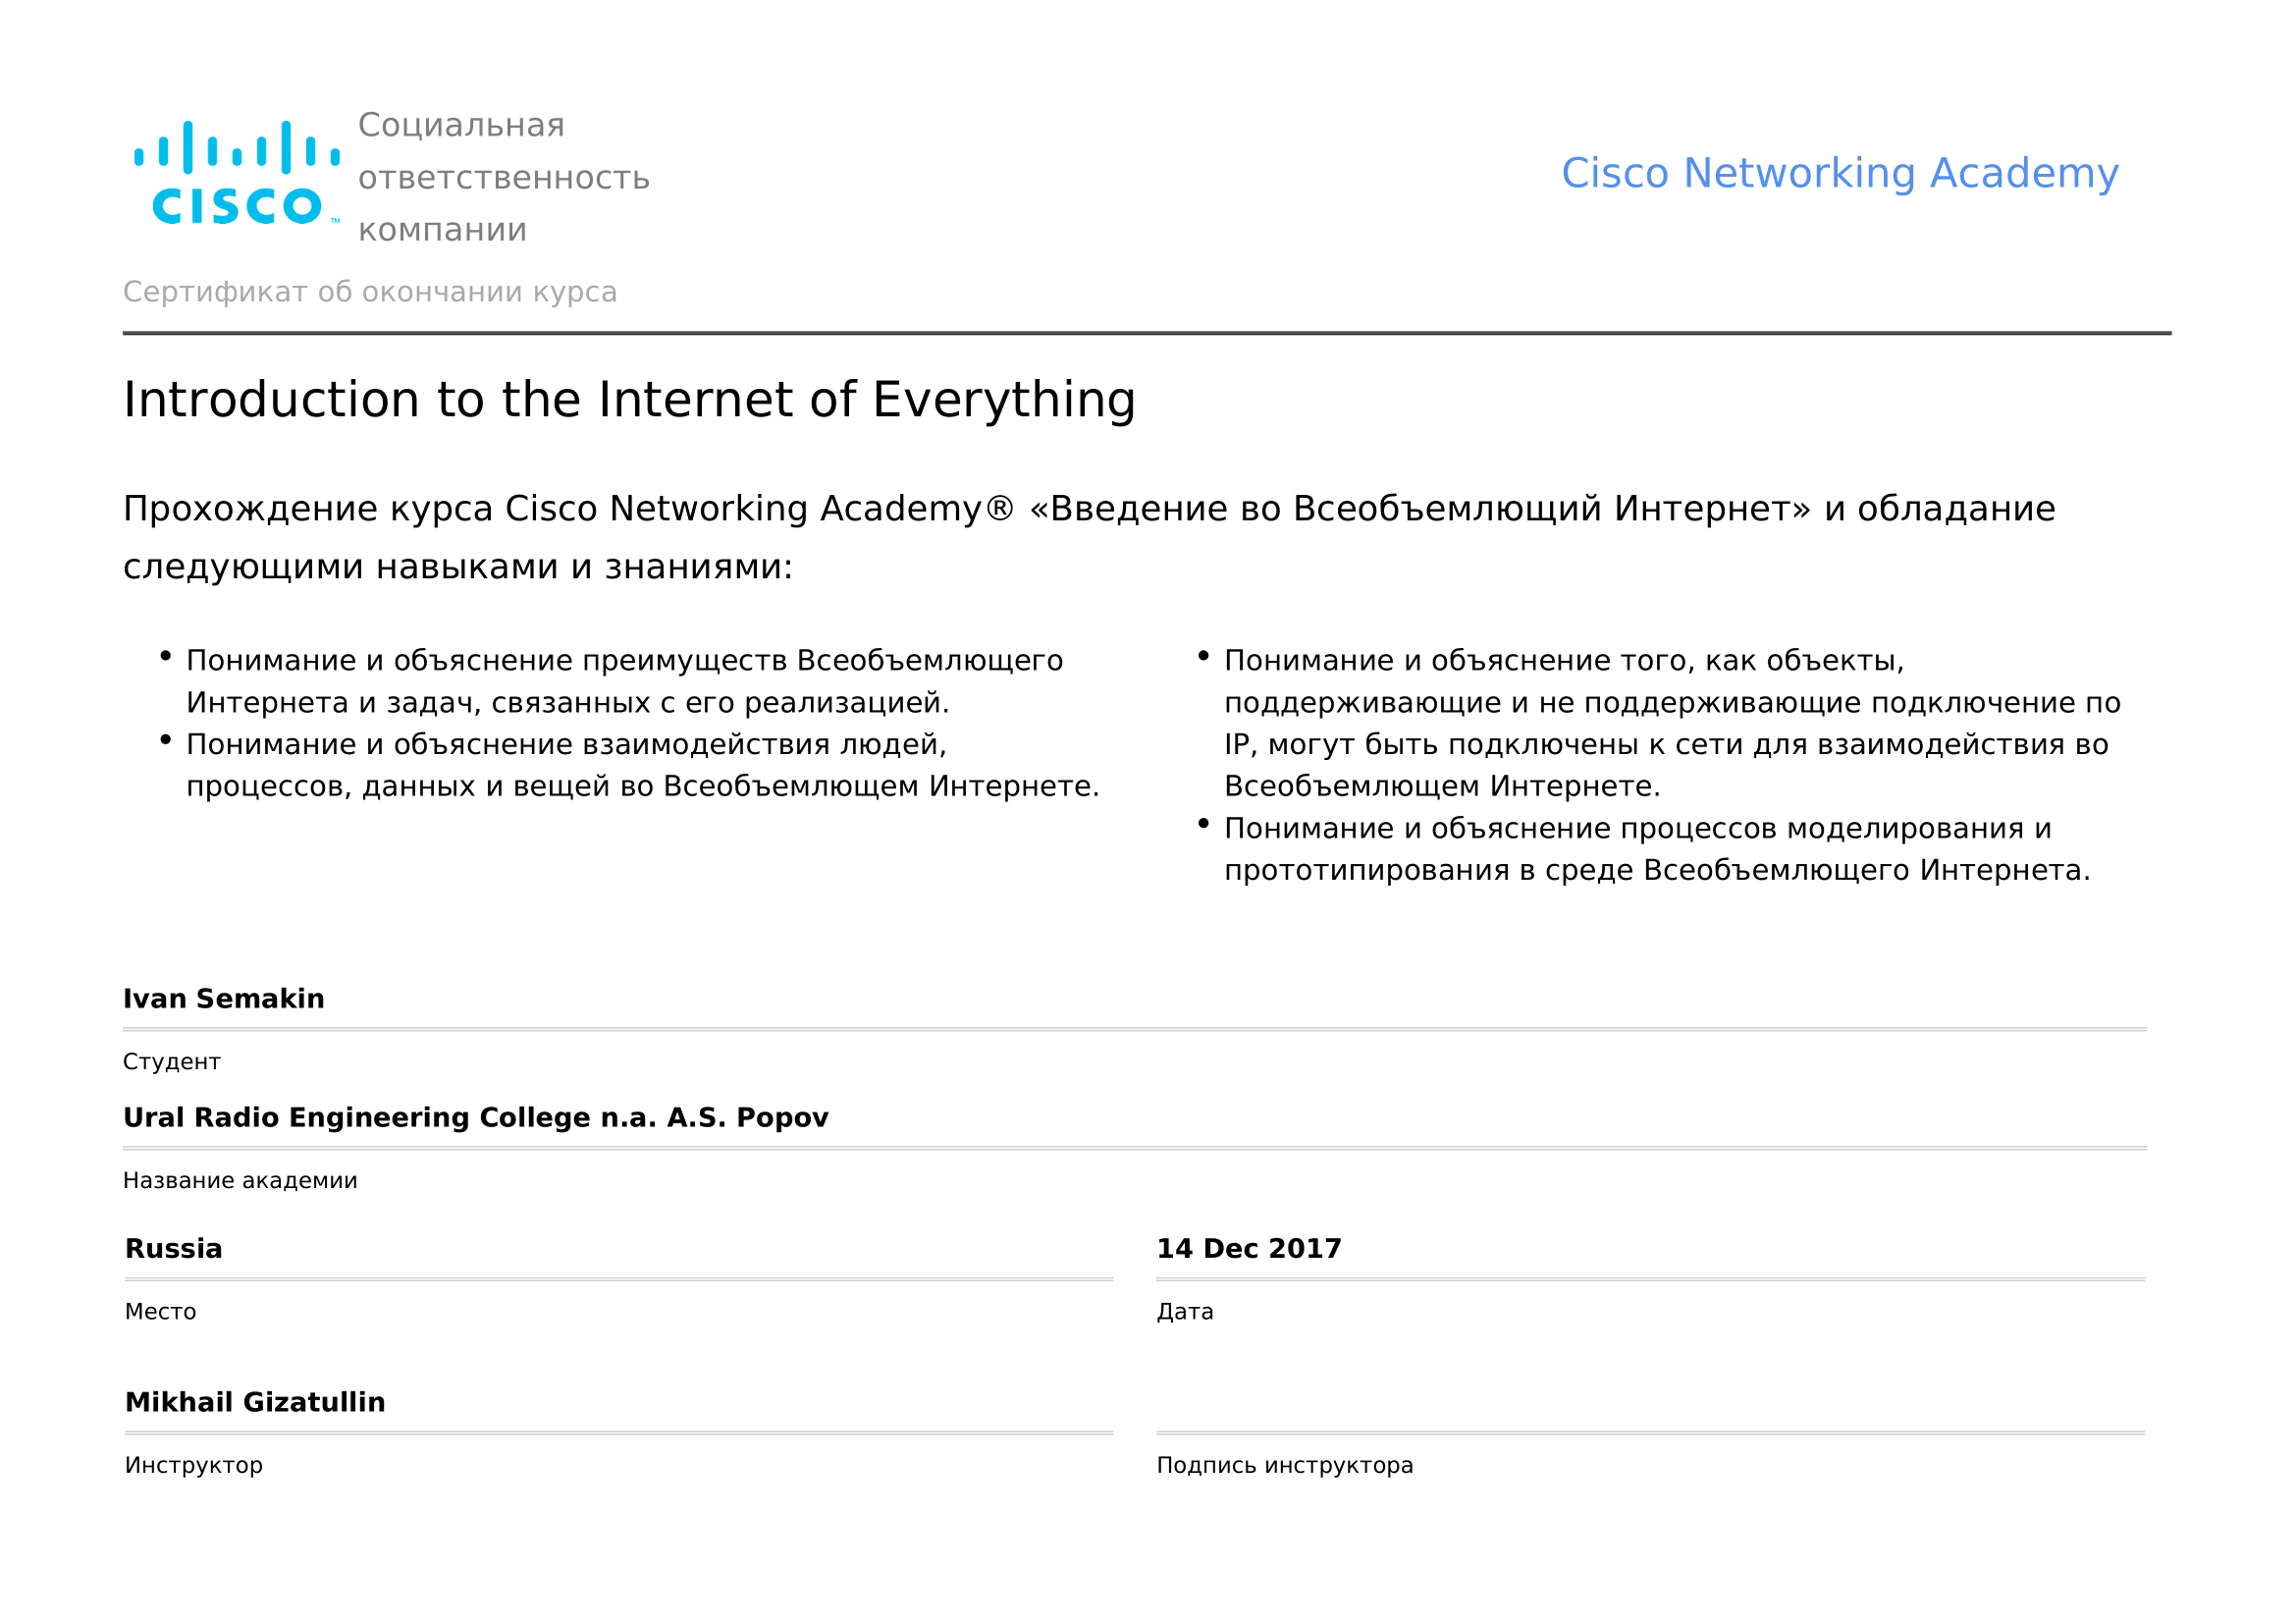 Социальная
ответственность
компании
CISCO™
Cisco Networking Academy
Сертификат об окончании курса
Introduction to the Internet of Everything
Прохождение курса Cisco Networking Academy® «Введение во Всеобъемлющий Интернет» и обладание
следующими навыками и знаниями:
• Понимание и объяснение преимуществ Всеобъемлющего
Интернета и задач, связанных с его реализацией.
• Понимание и объяснение взаимодействия людей,
процессов, данных и вещей во Всеобъемлющем Интернете.
• Понимание и объяснение того, как объекты,
поддерживающие и не поддерживающие подключение по
IP, могут быть подключены к сети для взаимодействия во
Всеобъемлющем Интернете.
• Понимание и объяснение процессов моделирования и
прототипирования в среде Всеобъемлющего Интернета.
Ivan Semakin
Студент
Ural Radio Engineering College n.a. A.S. Popov
Название академии
Russia
Место
14 Dec 2017
Дата
Mikhail Gizatullin
Инструктор
Подпись инструктора